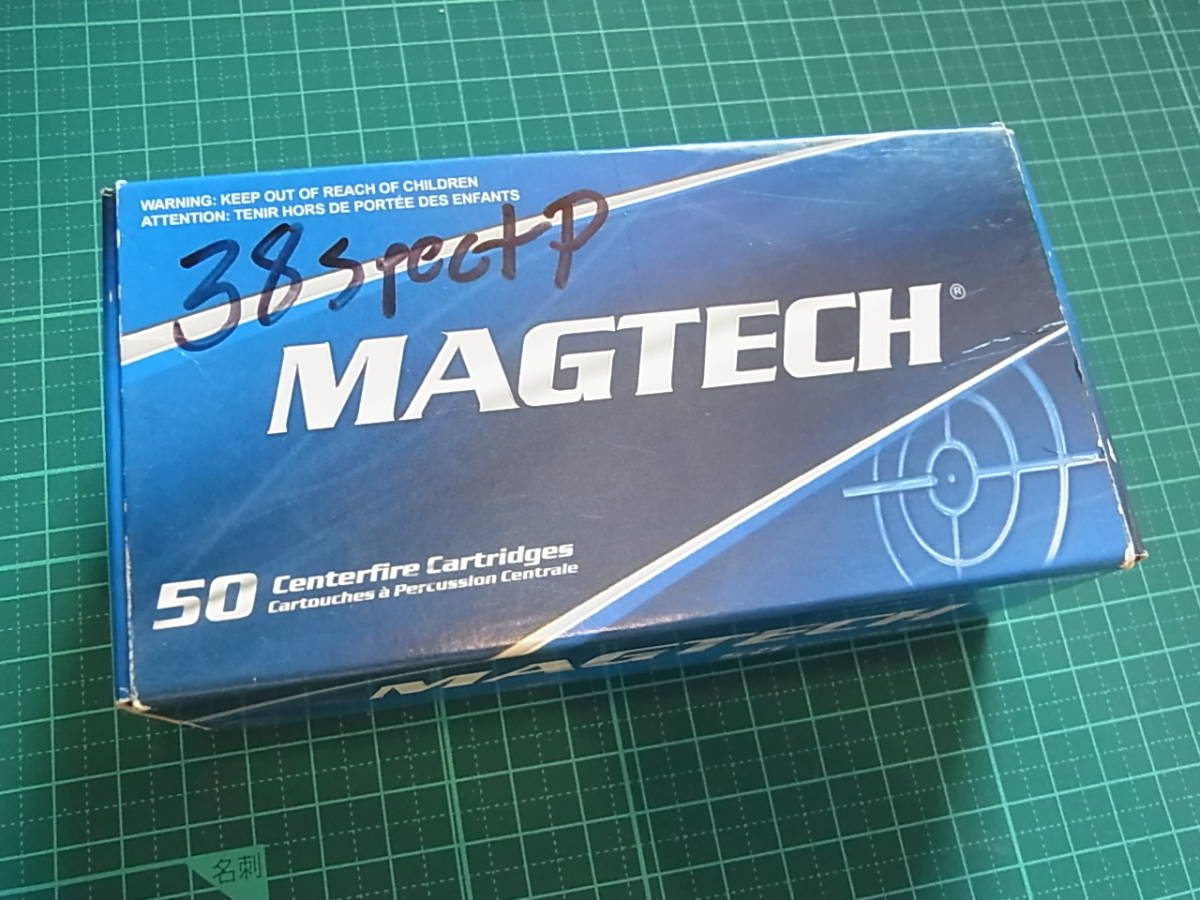 WARNING: KEEP OUT OF REACH OF CHILDREN
ATTENTION: TENIR HORS DE PORTÉE DES ENFANTS
38 spec+P
MAGTECH®
50 Centerfire Cartridges
Cartouches à Percussion Centrale
MAGTECH
名刺